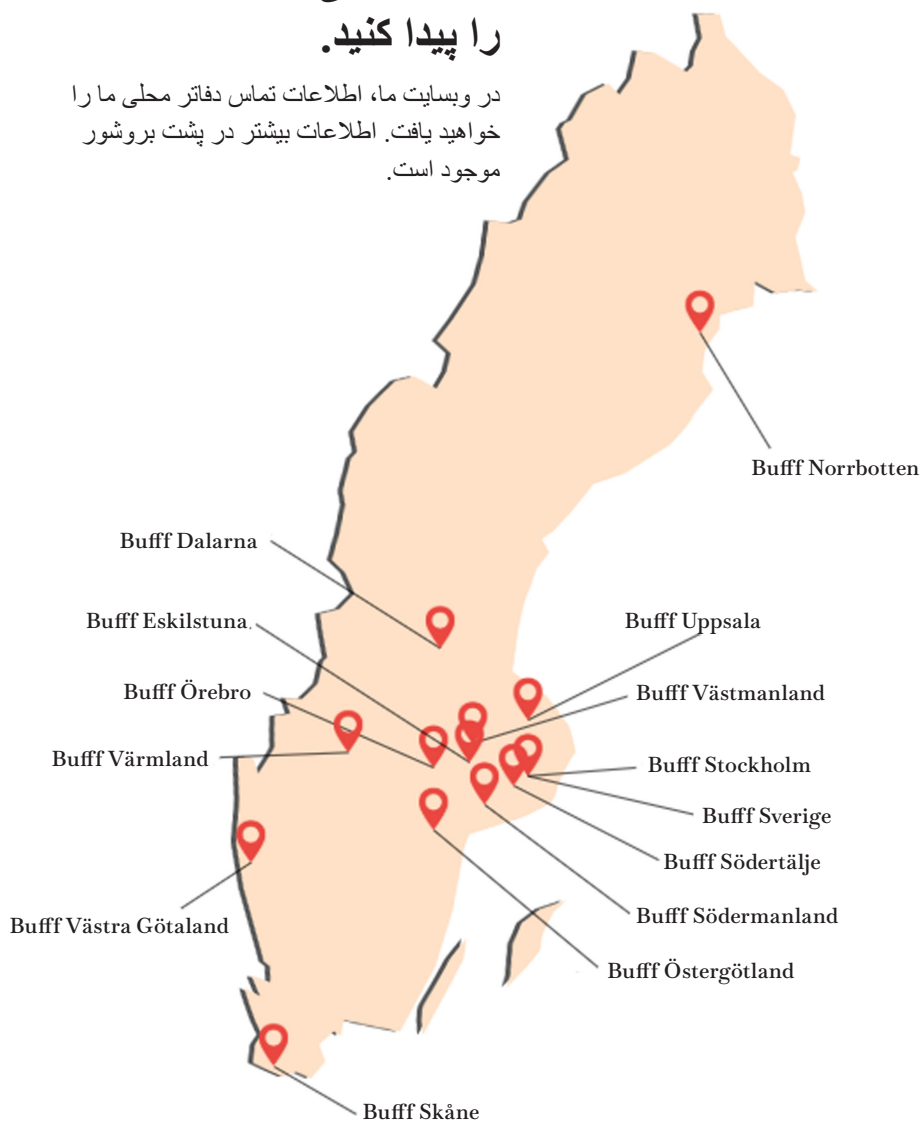 را پیدا کنید.
در وبسایت ما، اطلاعات تماس دفاتر محلی ما را
خواهید یافت. اطلاعات بیشتر در پشت بروشور
موجود است.
Bufff Norrbotten
Bufff Dalarna
Bufff Eskilstuna
Bufff Uppsala
Bufff Örebro
Bufff Västmanland
Bufff Värmland
Bufff Stockholm
Bufff Sverige
Bufff Södertälje
Bufff Västra Götaland
Bufff Södermanland
Bufff Östergötland
Bufff Skåne